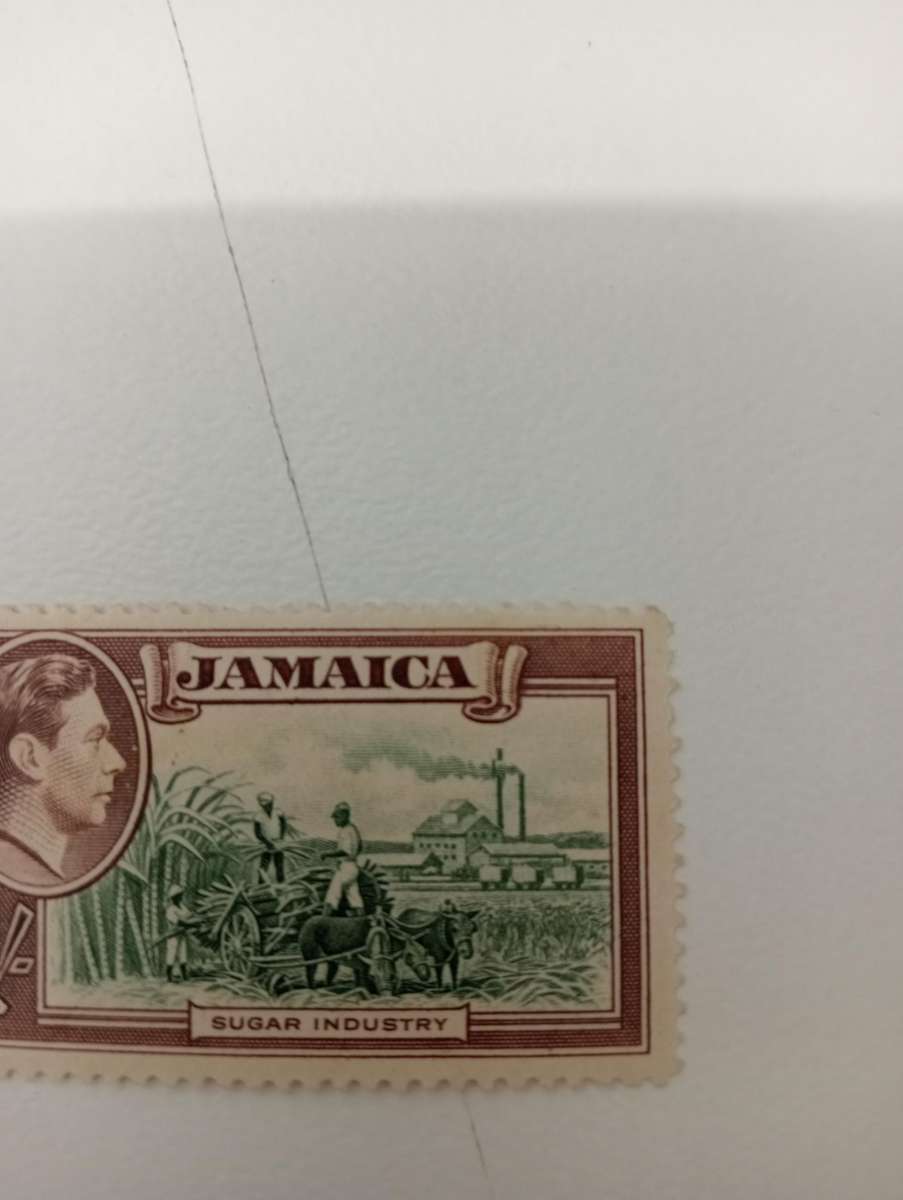 JAMAICA
/-
SUGAR INDUSTRY